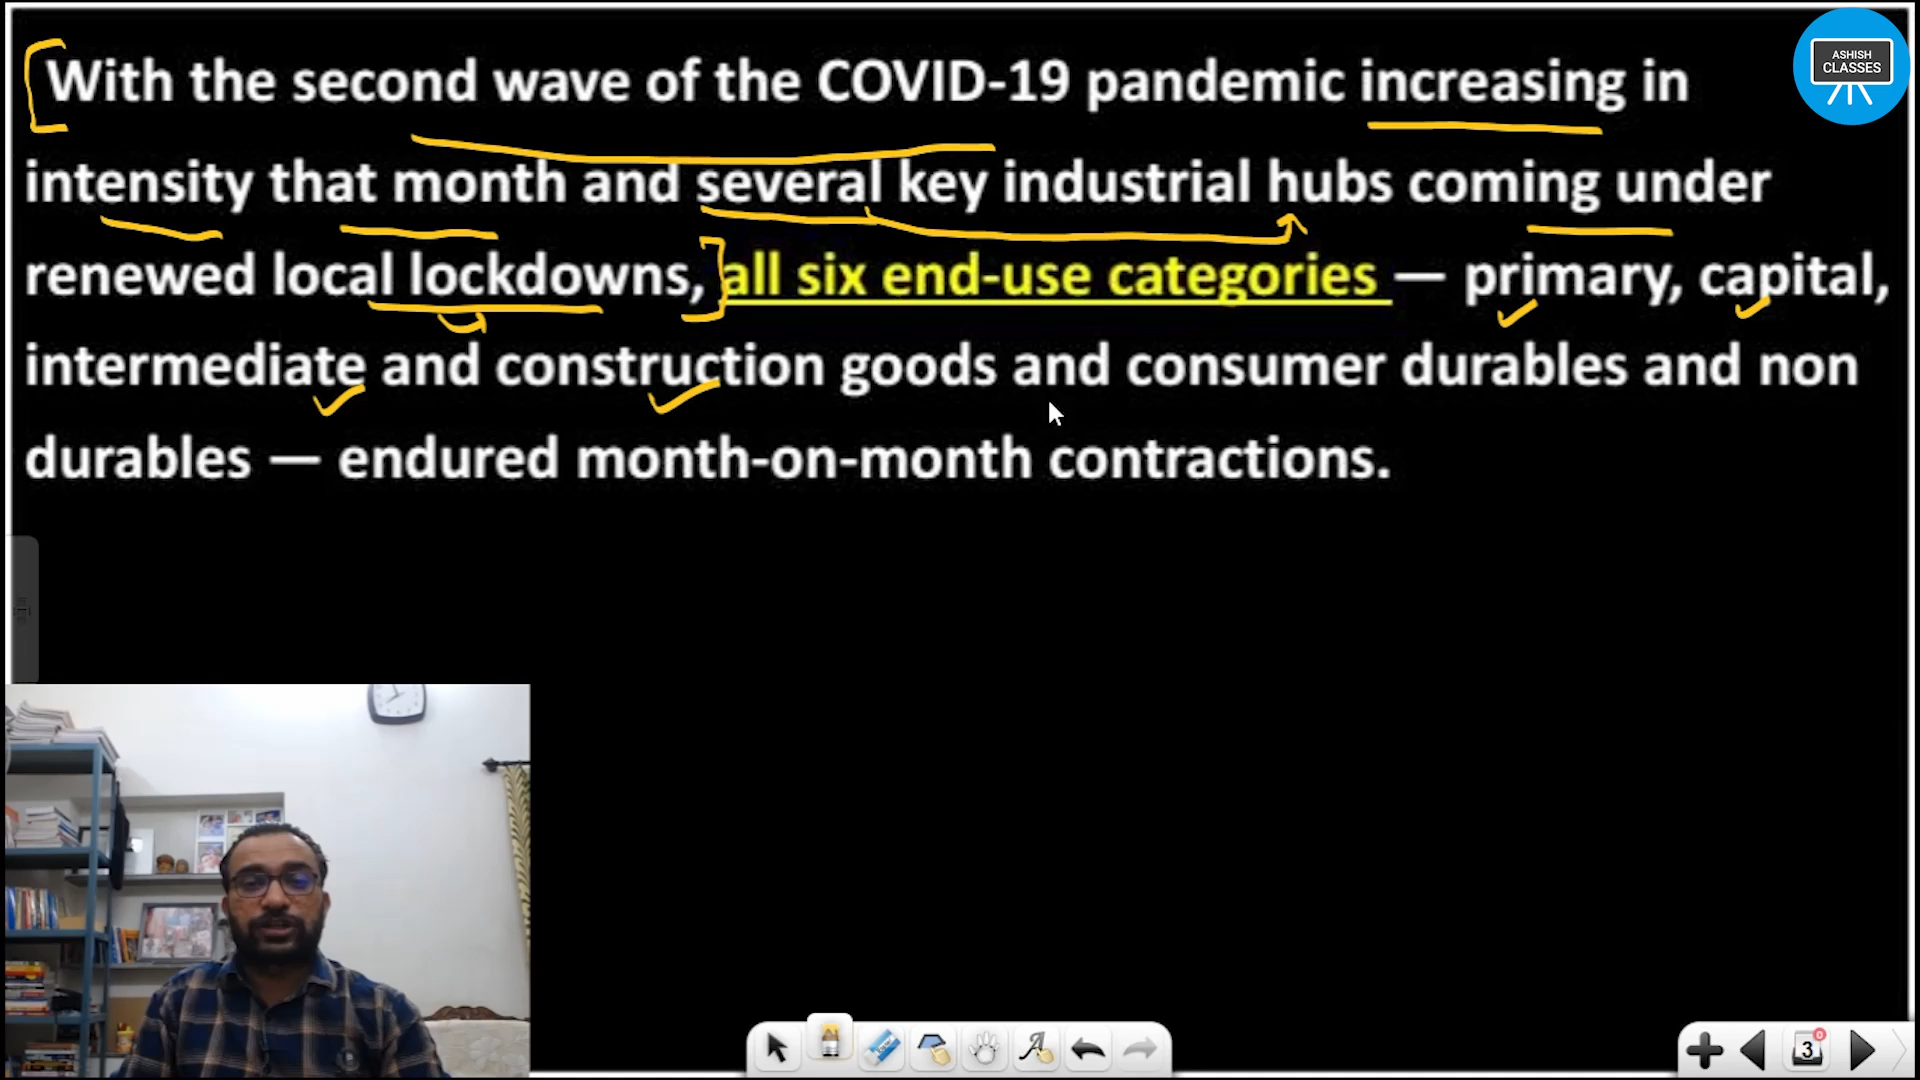 With the second wave of the COVID-19 pandemic increasing in
intensity that month and several key industrial hubs coming under
renewed local lockdowns, all six end-use categories — primary, capital,
intermediate and construction goods and consumer durables and non
durables — endured month-on-month contractions.
ASHISH
CLASSES
3
0